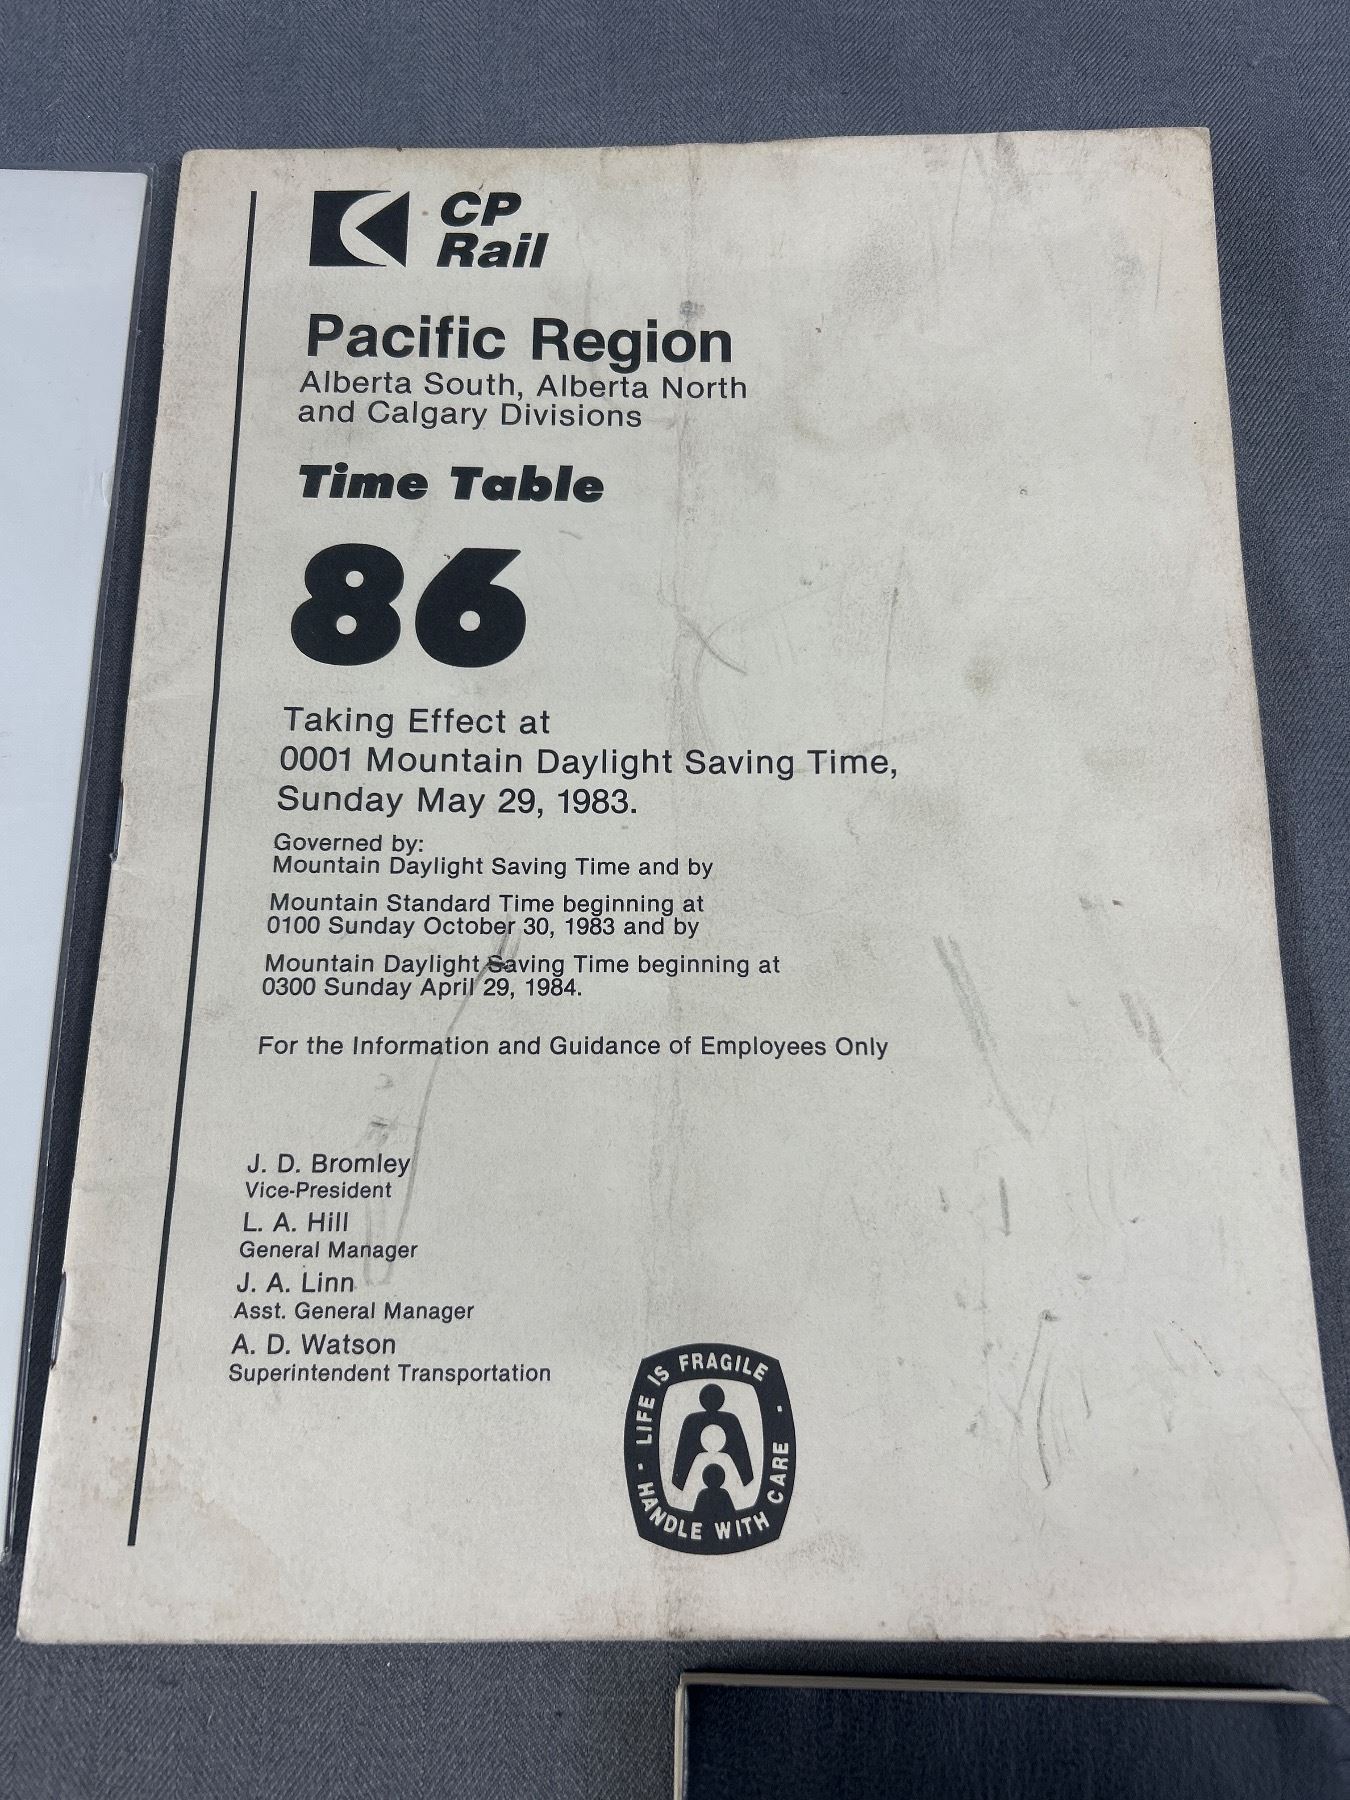 CP
Rail
Pacific Region
Alberta South, Alberta North
and Calgary Divisions
Time Table
86
Taking Effect at
0001 Mountain Daylight Saving Time,
Sunday May 29, 1983.
Governed by:
Mountain Daylight Saving Time and by
Mountain Standard Time beginning at
0100 Sunday October 30, 1983 and by
Mountain Daylight Saving Time beginning at
0300 Sunday April 29, 1984.
For the Information and Guidance of Employees Only
J. D. Bromley
Vice-President
L. A. Hill
General Manager
J. A. Linn
Asst. General Manager
A. D. Watson
Superintendent Transportation
LIFE IS FRAGILE
HANDLE WITH CARE